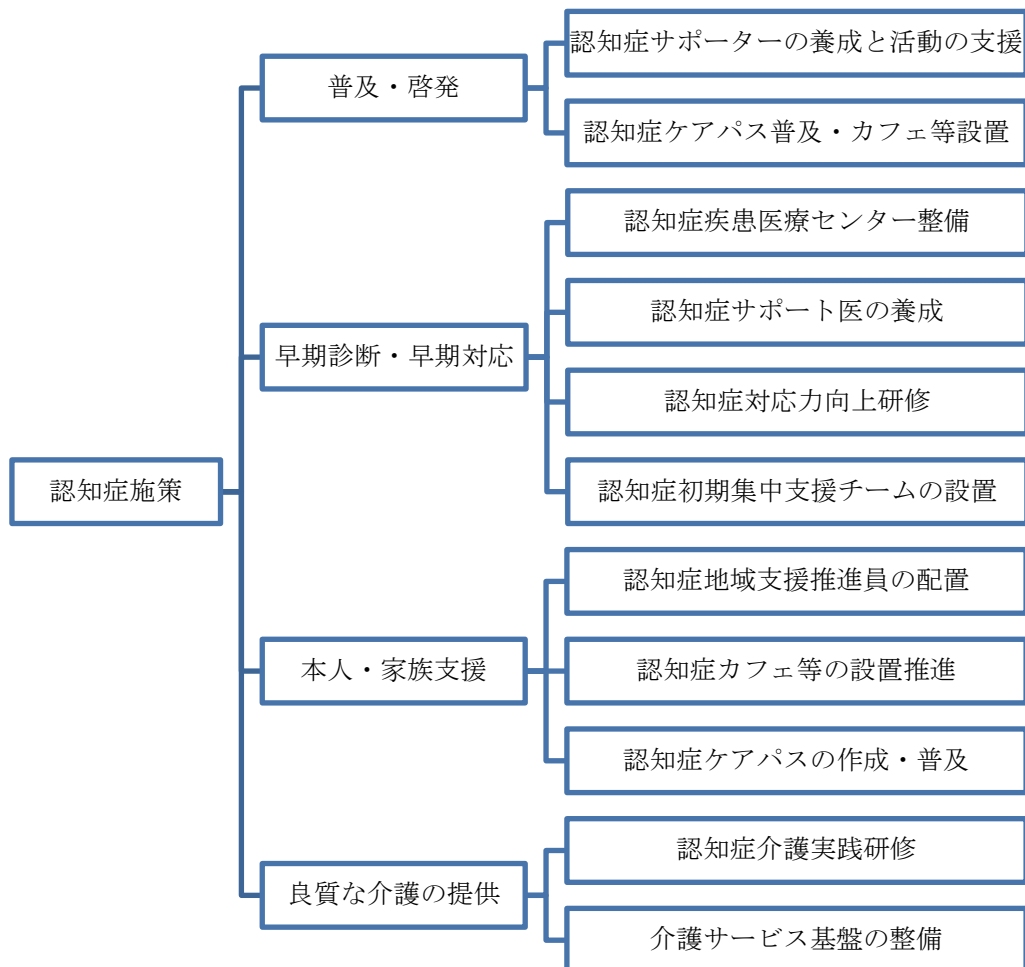 認知症施策
普及・啓発
認知症サポーターの養成と活動の支援
認知症ケアパス普及・カフェ等設置
早期診断・早期対応
認知症疾患医療センター整備
認知症サポート医の養成
認知症対応力向上研修
認知症初期集中支援チームの設置
本人・家族支援
認知症地域支援推進員の配置
認知症カフェ等の設置推進
認知症ケアパスの作成・普及
良質な介護の提供
認知症介護実践研修
介護サービス基盤の整備